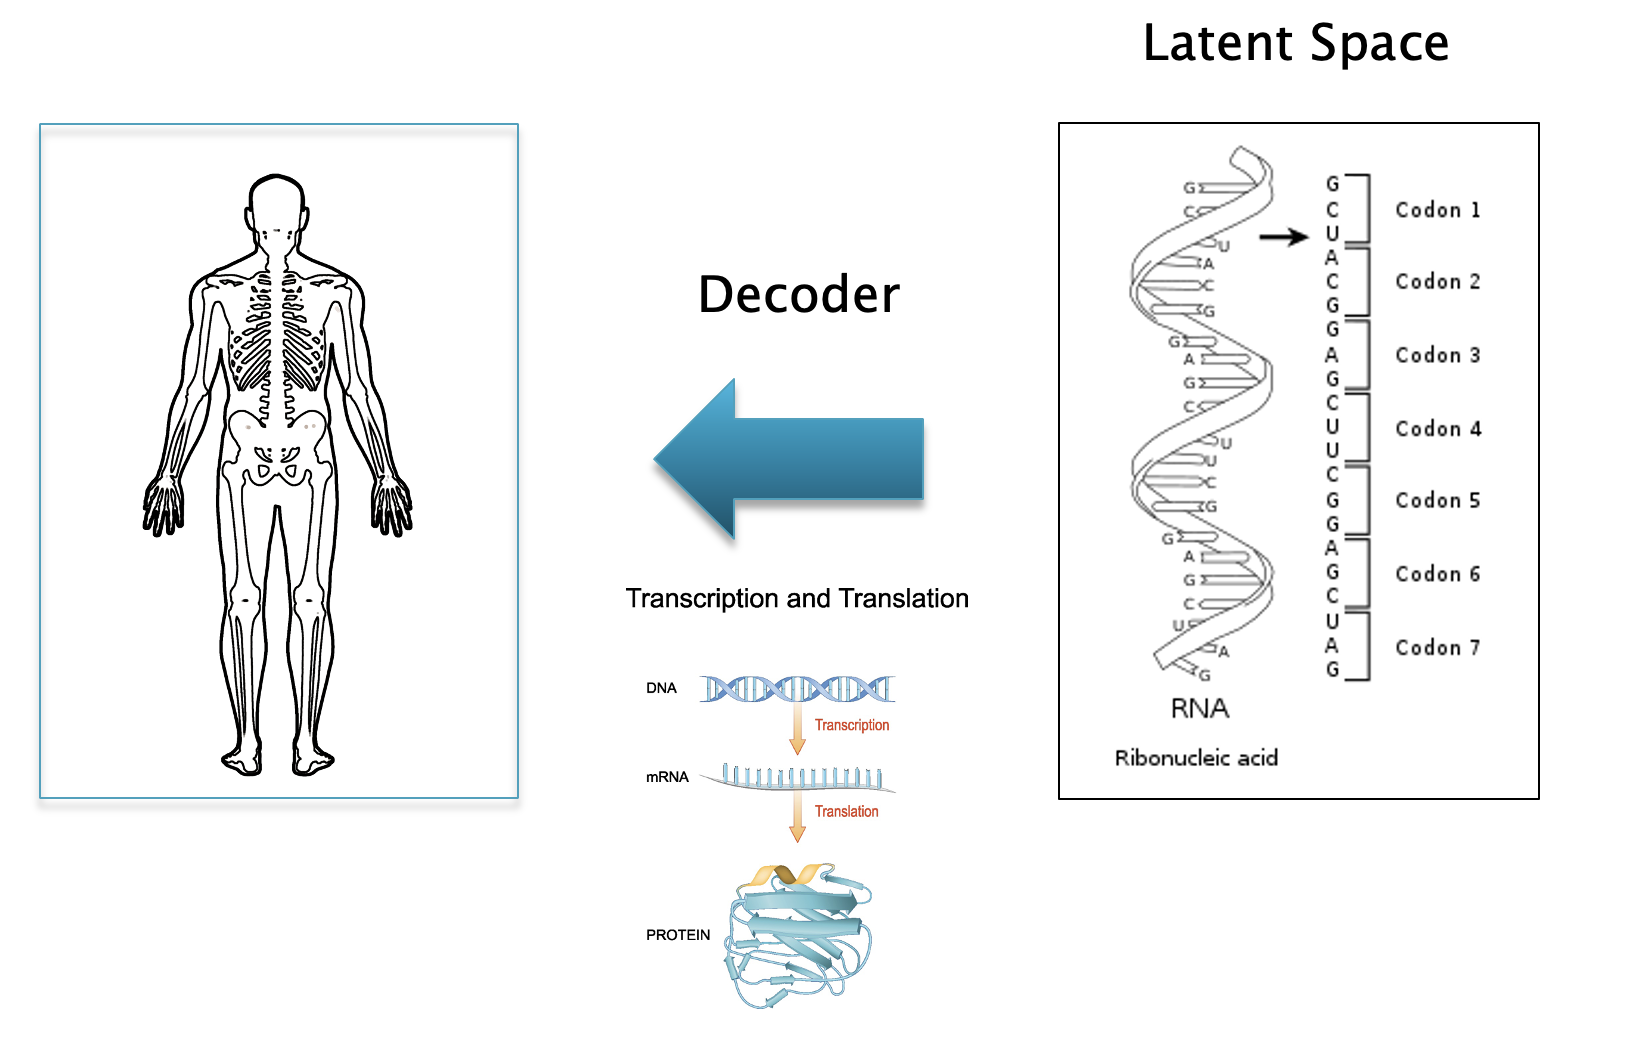 Latent Space
Decoder
Transcription and Translation
DNA
Transcription
mRNA
Translation
PROTEIN
G
C
U
A
C
G
G
A
G
C
U
U
C
G
G
A
G
C
U
A
G
G
C
U
A
C
G
G
A
G
C
U
U
C
G
G
A
G
C
U
A
G
Codon 1
Codon 2
Codon 3
Codon 4
Codon 5
Codon 6
Codon 7
RNA
Ribonucleic acid